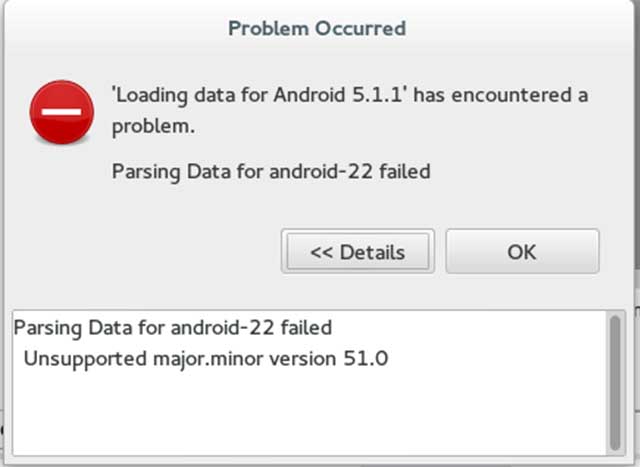 Problem Occurred
'Loading data for Android 5.1.1' has encountered a
problem.
Parsing Data for android-22 failed
<< Details
OK
Parsing Data for android-22 failed
Unsupported major.minor version 51.0